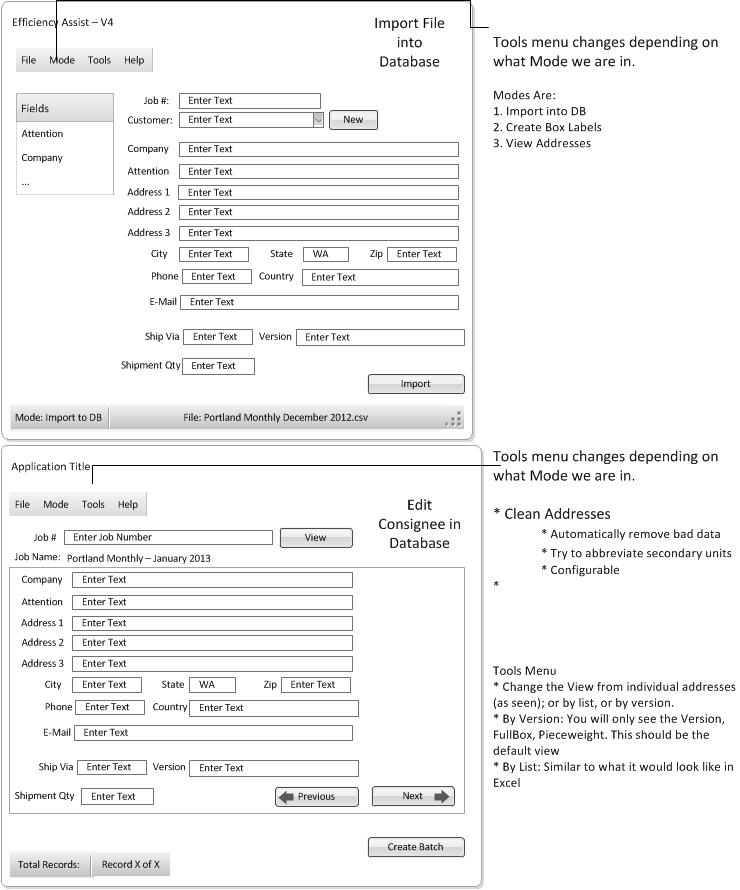 Efficiency Assist – V4
Import File
into
Database
File Mode Tools Help
Fields
Attention
Company
...
Job #: Enter Text
Customer: Enter Text New
Company Enter Text
Attention Enter Text
Address 1 Enter Text
Address 2 Enter Text
Address 3 Enter Text
City Enter Text State WA Zip Enter Text
Phone Enter Text Country Enter Text
E-Mail Enter Text
Ship Via Enter Text Version Enter Text
Shipment Qty Enter Text
Import
Mode: Import to DB File: Portland Monthly December 2012.csv
Tools menu changes depending on
what Mode we are in.
Modes Are:
1. Import into DB
2. Create Box Labels
3. View Addresses
Application Title
File Mode Tools Help
Edit
Consignee in
Database
Job # Enter Job Number View
Job Name: Portland Monthly – January 2013
Company Enter Text
Attention Enter Text
Address 1 Enter Text
Address 2 Enter Text
Address 3 Enter Text
City Enter Text State WA Zip Enter Text
Phone Enter Text Country Enter Text
E-Mail Enter Text
Ship Via Enter Text Version Enter Text
Shipment Qty Enter Text Previous Next
Create Batch
Total Records: Record X of X
Tools menu changes depending on
what Mode we are in.
* Clean Addresses
* Automatically remove bad data
* Try to abbreviate secondary units
* Configurable
*
Tools Menu
* Change the View from individual addresses
(as seen); or by list, or by version.
* By Version: You will only see the Version,
FullBox, Pieceweight. This should be the
default view
* By List: Similar to what it would look like in
Excel